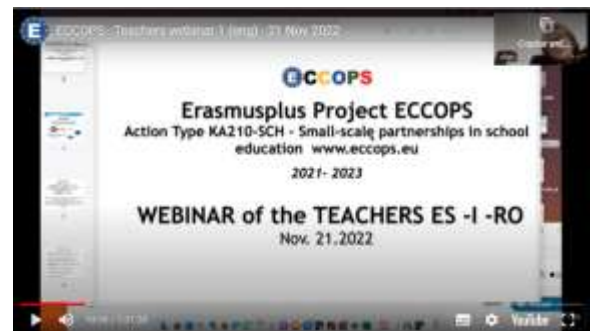 ECCOPS - Teachers webinar 1 (eng) - 21 Nov 2022
ECCOPS
Erasmusplus Project ECCOPS
Action Type KA210-SCH - Small-scale partnerships in school
education www.eccops.eu
2021- 2023
WEBINAR of the TEACHERS ES -I -RO
Nov. 21.2022
YouTube